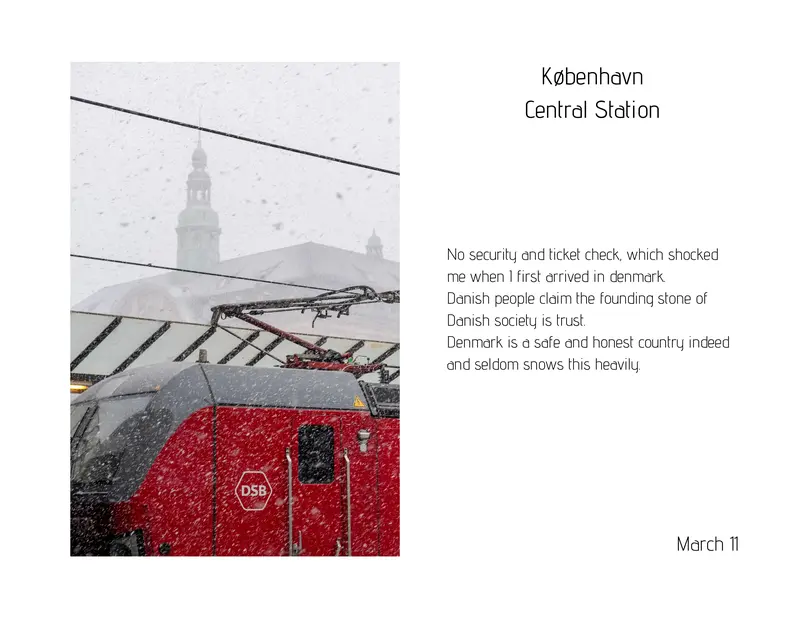 København
Central Station
No security and ticket check, which shocked
me when I first arrived in denmark.
Danish people claim the founding stone of
Danish society is trust.
Denmark is a safe and honest country indeed
and seldom snows this heavily.
DSB
March 11